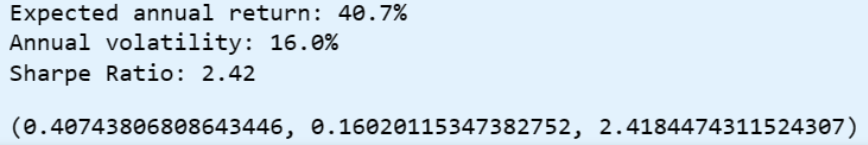 Expected annual return: 40.7%
Annual volatility: 16.0%
Sharpe Ratio: 2.42
(0.40743806808643446, 0.16020115347382752, 2.4184474311524307)